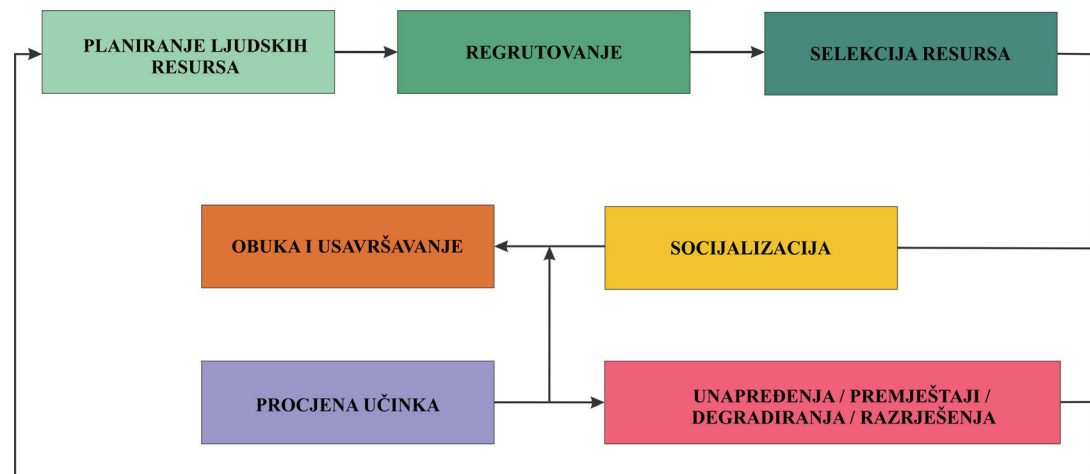 PLANIRANJE LJUDSKIH
RESURSA
REGRUTOVANJE
SELEKCIJA RESURSA
OBUKA I USAVRŠAVANJE
SOCIJALIZACIJA
PROCJENA UČINKA
UNAPREĐENJA / PREMJEŠTAJI /
DEGRADIRANJA / RAZRJEŠENJA